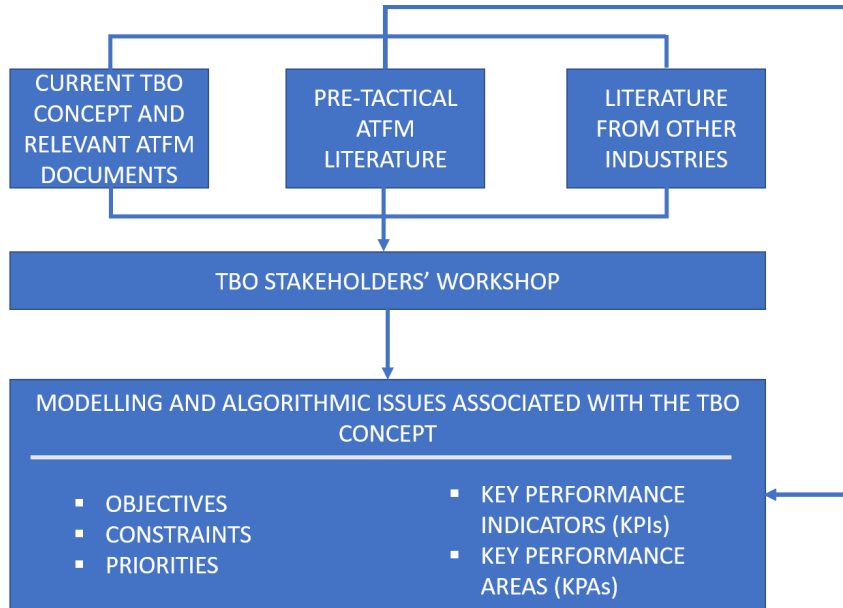 CURRENT TBO
CONCEPT AND
RELEVANT ATFM
DOCUMENTS
PRE-TACTICAL
ATFM
LITERATURE
LITERATURE
FROM OTHER
INDUSTRIES
TBO STAKEHOLDERS’ WORKSHOP
MODELLING AND ALGORITHMIC ISSUES ASSOCIATED WITH THE TBO
CONCEPT
▪ OBJECTIVES
▪ CONSTRAINTS
▪ PRIORITIES
▪ KEY PERFORMANCE
INDICATORS (KPIs)
▪ KEY PERFORMANCE
AREAS (KPAs)